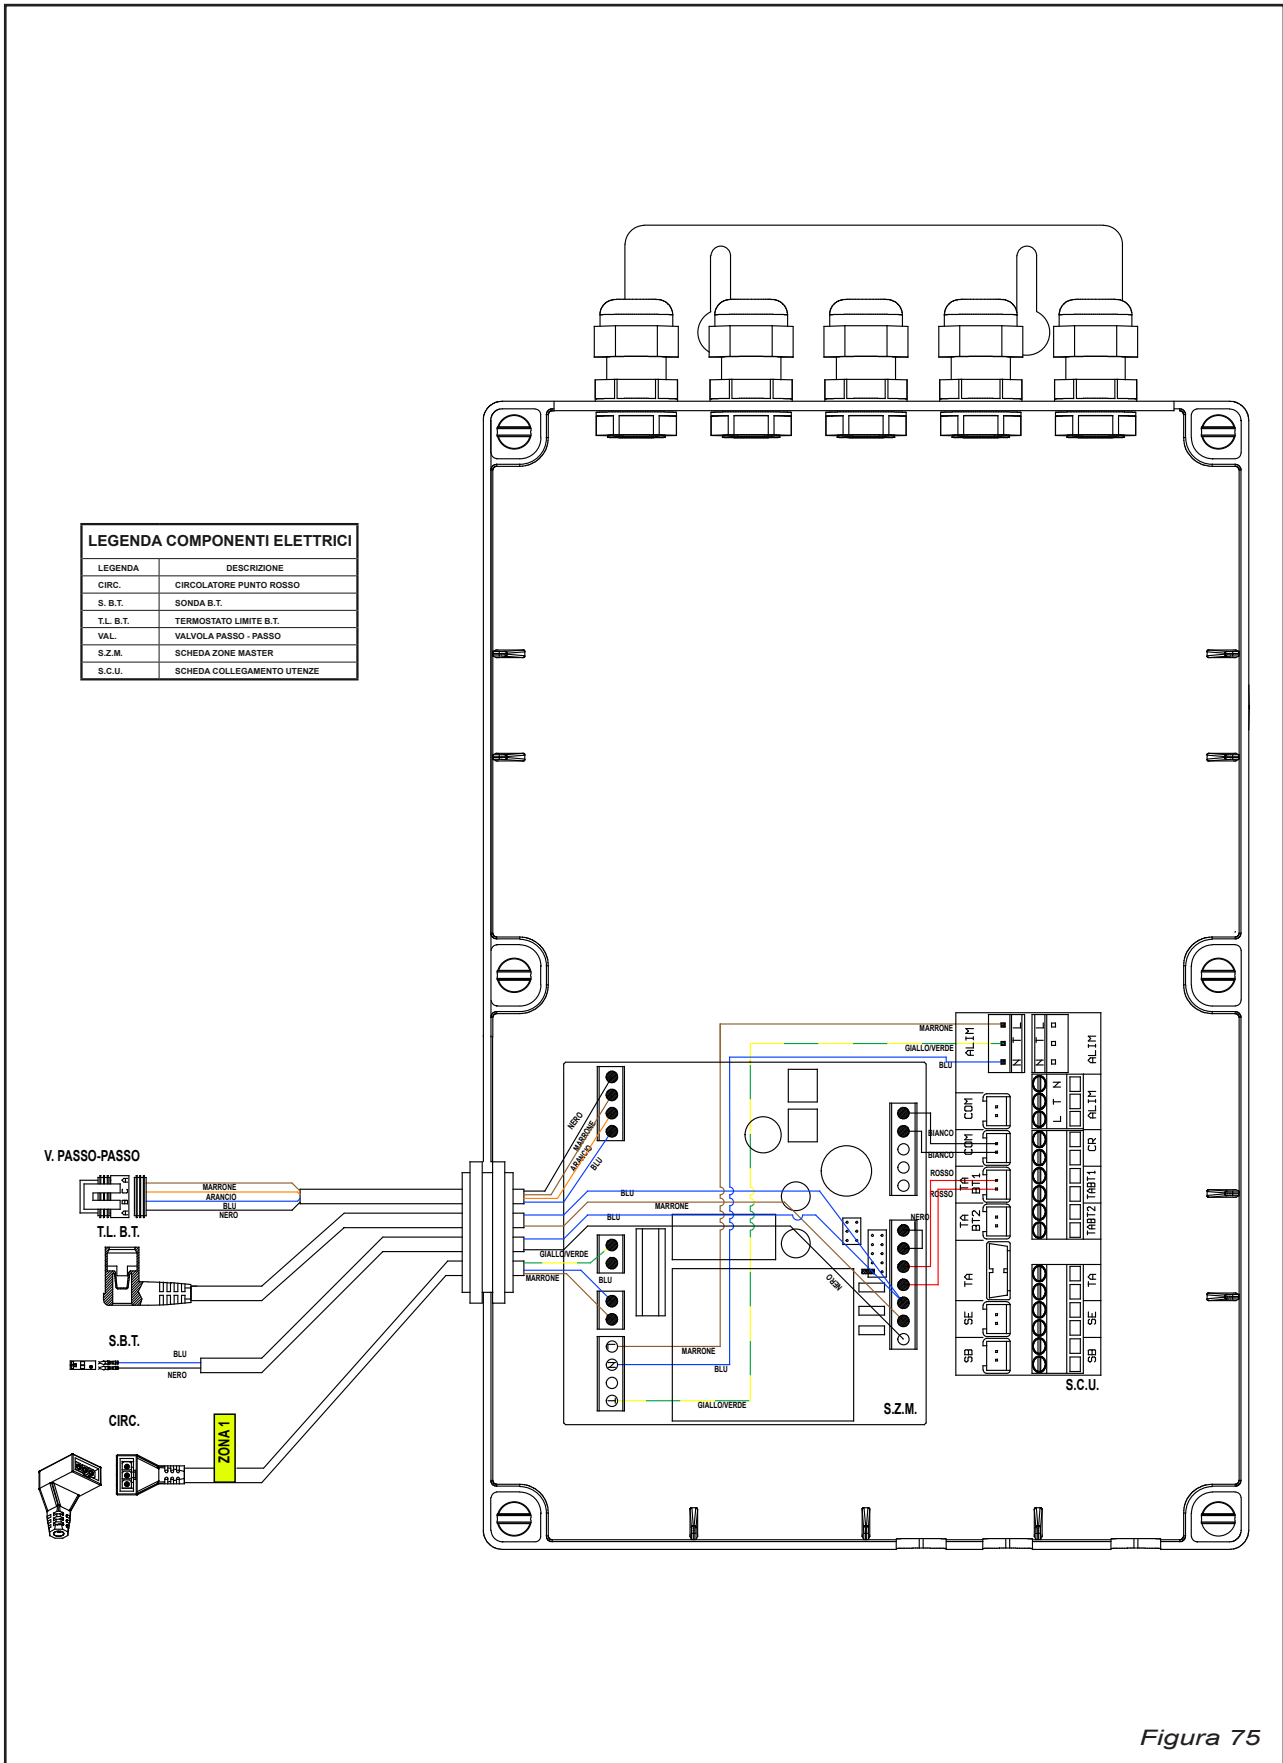 LEGENDA COMPONENTI ELETTRICI
LEGENDA DESCRIZIONE
CIRC. CIRCOLATORE PUNTO ROSSO
S. B.T. SONDA B.T.
T.L. B.T. TERMOSTATO LIMITE B.T.
VAL. VALVOLA PASSO - PASSO
S.Z.M. SCHEDA ZONE MASTER
S.C.U. SCHEDA COLLEGAMENTO UTENZE
V. PASSO-PASSO
A
C
B
A
MARRONE
ARANCIO
BLU
NERO
T.L. B.T.
S.B.T.
BLU
NERO
CIRC.
ZONA 1
NERO
MARRONE
ARANCIO
BLU
BLU
MARRONE
BLU
GIALLO/VERDE
BLU
MARRONE
NERO
L
N
MARRONE
BLU
GIALLO/VERDE
S.Z.M.
MARRONE
GIALLO/VERDE
BLU
BIANCO
BIANCO
ROSSO
ROSSO
NERO
ALIM
N T L
N T L
ALIM
COM
L T N
ALIM
COM
CR
TA BT1
TABT1
TA BT2
TABT2
TA
TA
SE
SE
SB
SB
S.C.U.
Figura 75